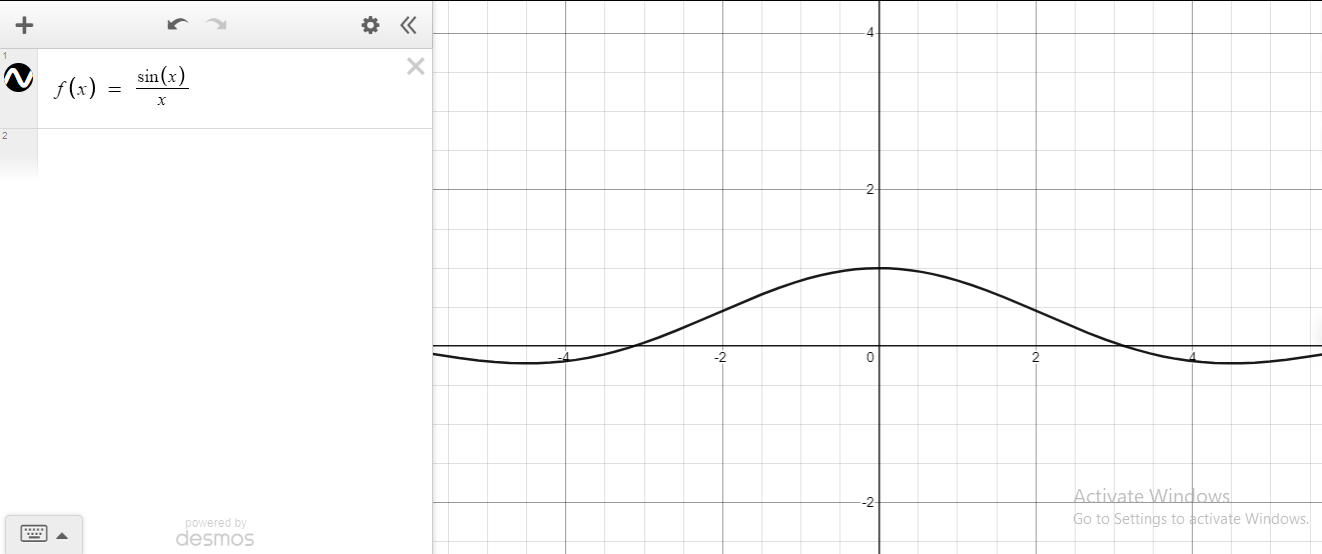 1
f(x) = sin(x)/x
2
powered by
desmos
4
2
-4
-2
0
2
4
-2
Activate Windows
Go to Settings to activate Windows.